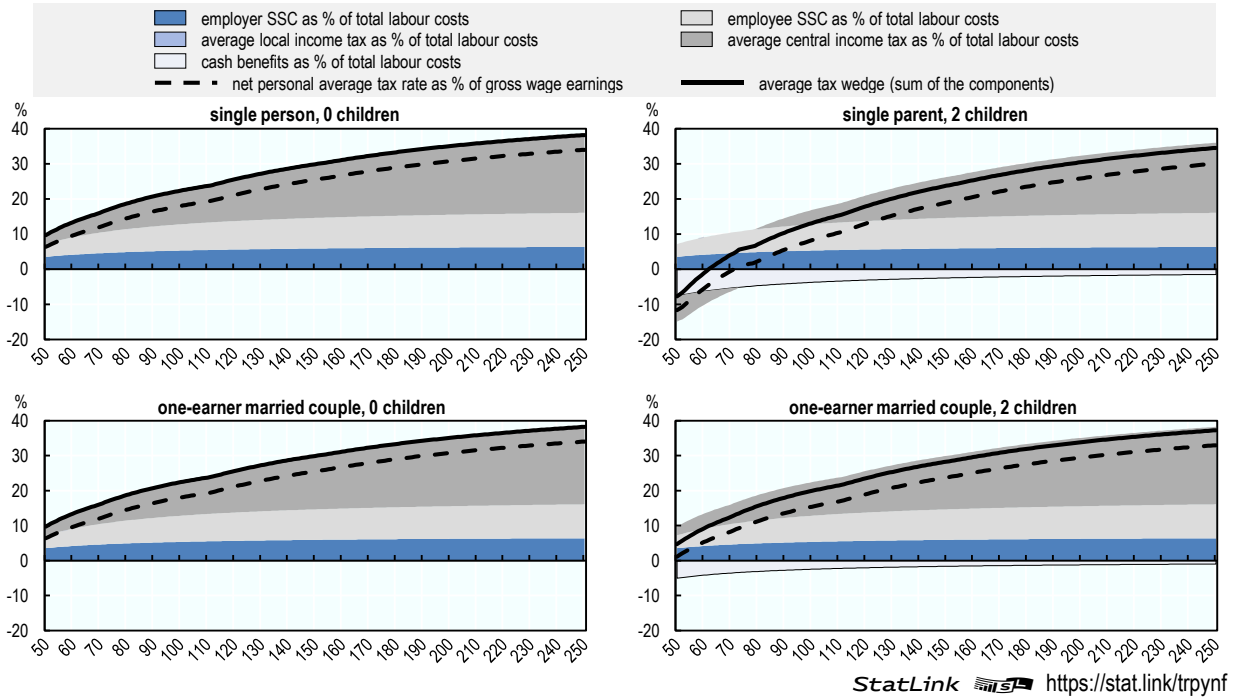 employer SSC as % of total labour costs
employee SSC as % of total labour costs
average local income tax as % of total labour costs
average central income tax as % of total labour costs
cash benefits as % of total labour costs
net personal average tax rate as % of gross wage earnings
average tax wedge (sum of the components)
%
single person, 0 children
40
30
20
10
0
-10
-20
50 60 70 80 90 100 110 120 130 140 150 160 170 180 190 200 210 220 230 240 250
%
single parent, 2 children
40
30
20
10
0
-10
-20
50 60 70 80 90 100 110 120 130 140 150 160 170 180 190 200 210 220 230 240 250
%
one-earner married couple, 0 children
40
30
20
10
0
-10
-20
50 60 70 80 90 100 110 120 130 140 150 160 170 180 190 200 210 220 230 240 250
%
one-earner married couple, 2 children
40
30
20
10
0
-10
-20
50 60 70 80 90 100 110 120 130 140 150 160 170 180 190 200 210 220 230 240 250
StatLink https://stat.link/trpynf